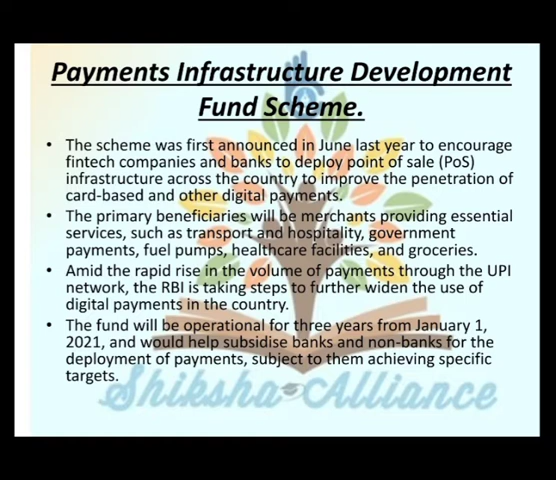 Payments Infrastructure Development
Fund Scheme.
• The scheme was first announced in June last year to encourage
fintech companies and banks to deploy point of sale (PoS)
infrastructure across the country to improve the penetration of
card-based and other digital payments.
• The primary beneficiaries will be merchants providing essential
services, such as transport and hospitality, government
payments, fuel pumps, healthcare facilities, and groceries.
• Amid the rapid rise in the volume of payments through the UPI
network, the RBI is taking steps to further widen the use of
digital payments in the country.
• The fund will be operational for three years from January 1,
2021, and would help subsidise banks and non-banks for the
deployment of payments, subject to them achieving specific
targets.
Shiksha Alliance